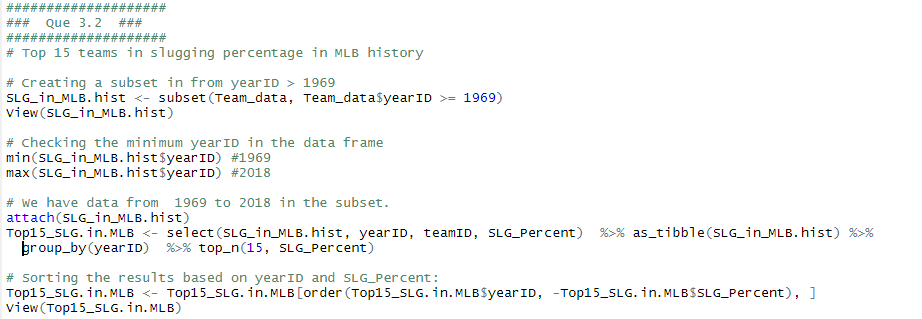 ####################
###  Que 3.2  ###
####################
# Top 15 teams in slugging percentage in MLB history

# Creating a subset in from yearID > 1969
SLG_in_MLB.hist <- subset(Team_data, Team_data$yearID >= 1969)
View(SLG_in_MLB.hist)

# Checking the minimum yearID in the data frame
min(SLG_in_MLB.hist$yearID) #1969
max(SLG_in_MLB.hist$yearID) #2018

# We have data from  1969 to 2018 in the subset.
attach(SLG_in_MLB.hist)
Top15_SLG.in.MLB <- select(SLG_in_MLB.hist, yearID, teamID, SLG_Percent)  %>% as_tibble(SLG_in_MLB.hist) %>%
  group_by(yearID)  %>% top_n(15, SLG_Percent)

# Sorting the results based on yearID and SLG_Percent:
Top15_SLG.in.MLB <- Top15_SLG.in.MLB[order(Top15_SLG.in.MLB$yearID, -Top15_SLG.in.MLB$SLG_Percent), ]
View(Top15_SLG.in.MLB)